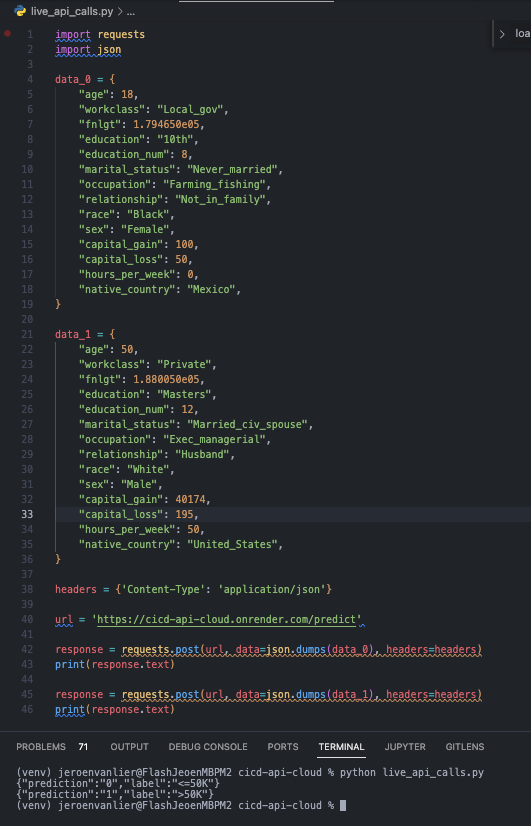 live_api_calls.py > ...
loa
1 import requests
2 import json
3
4 data_0 = {
5 "age": 18,
6 "workclass": "Local_gov",
7 "fnlgt": 1.794650e05,
8 "education": "10th",
9 "education_num": 8,
10 "marital_status": "Never_married",
11 "occupation": "Farming_fishing",
12 "relationship": "Not_in_family",
13 "race": "Black",
14 "sex": "Female",
15 "capital_gain": 100,
16 "capital_loss": 50,
17 "hours_per_week": 0,
18 "native_country": "Mexico",
19 }
20
21 data_1 = {
22 "age": 50,
23 "workclass": "Private",
24 "fnlgt": 1.880050e05,
25 "education": "Masters",
26 "education_num": 12,
27 "marital_status": "Married_civ_spouse",
28 "occupation": "Exec_managerial",
29 "relationship": "Husband",
30 "race": "White",
31 "sex": "Male",
32 "capital_gain": 40174,
33 "capital_loss": 195,
34 "hours_per_week": 50,
35 "native_country": "United_States",
36 }
37
38 headers = {'Content-Type': 'application/json'}
39
40 url = 'https://cicd-api-cloud.onrender.com/predict'
41
42 response = requests.post(url, data=json.dumps(data_0), headers=headers)
43 print(response.text)
44
45 response = requests.post(url, data=json.dumps(data_1), headers=headers)
46 print(response.text)
PROBLEMS 71 OUTPUT DEBUG CONSOLE PORTS TERMINAL JUPYTER GITLENS
(venv) jeroenvanlier@FlashJeoenMBPM2 cicd-api-cloud % python live_api_calls.py
{"prediction":"0","label":"<=50K"}
{"prediction":"1","label":">50K"}
(venv) jeroenvanlier@FlashJeoenMBPM2 cicd-api-cloud %